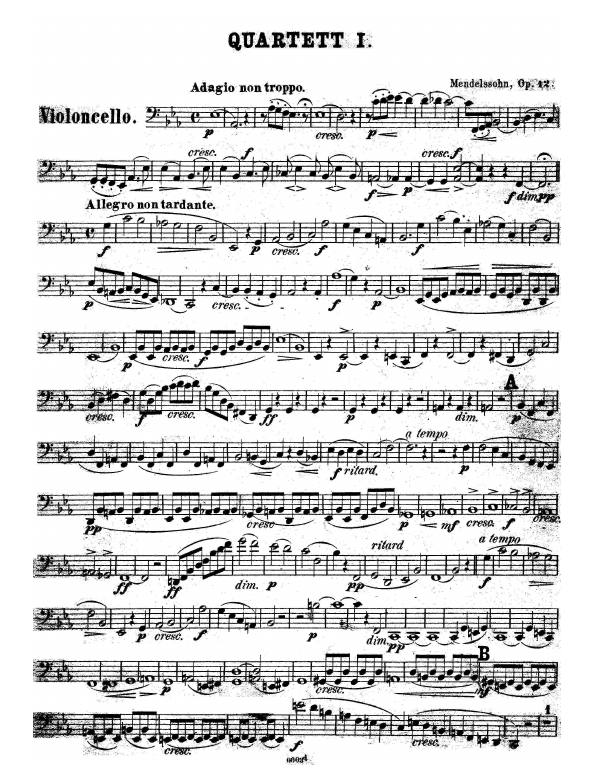 QUARTETT I.
Adagio non troppo.
Mendelssohn, Op. 12.
Violoncello.
p cresc. p
cresc. f p cresc. f f dim pp
Allegro non tardante.
f p cresc. f p f
p cresc. f p
p cresc. f p
A
cresc. f cresc. ff p dim. p
a tempo
f ritard. p
pp cresc p mf cresc. f cresc
ritard a tempo
ff ff dim. p f
p cresc. f p dim. pp
B
p cresc. mf
cresc. f cresc. f 1